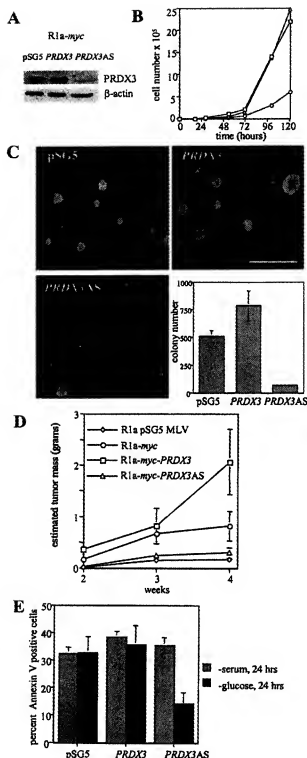 A
R1a-myc
pSG5 PRDX3 PRDX3AS
PRDX3
β-actin
B
cell number x 10⁵
25
20
15
10
5
0
0 24 48 72 96 120
time (hours)
C
pSG5
PRDX3
PRDX3AS
colony number
750
500
250
0
pSG5 PRDX3 PRDX3AS
D
estimated tumor mass (grams)
3
2
1
0
R1a pSG5 MLV
R1a-myc
R1a-myc-PRDX3
R1a-myc-PRDX3AS
2 3 4
weeks
E
percent Annexin V positive cells
50
40
30
20
10
0
-serum, 24 hrs
-glucose, 24 hrs
pSG5 PRDX3 PRDX3AS